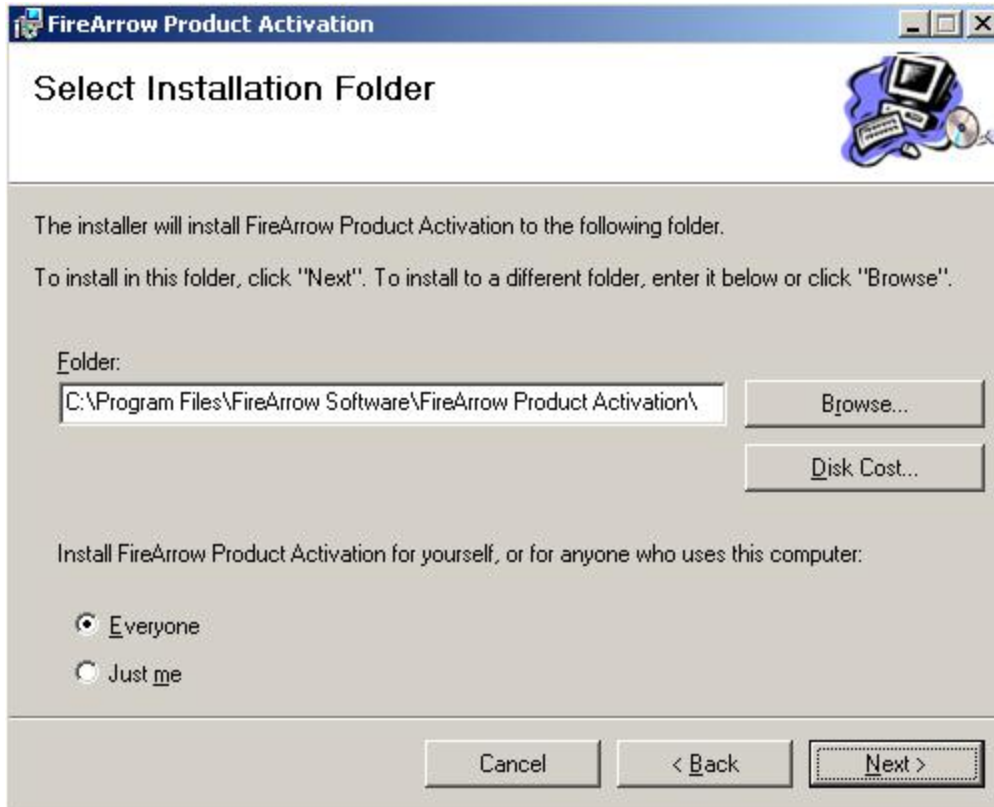 FireArrow Product Activation
Select Installation Folder
The installer will install FireArrow Product Activation to the following folder.
To install in this folder, click "Next". To install to a different folder, enter it below or click "Browse".
Folder:
C:\Program Files\FireArrow Software\FireArrow Product Activation\
Browse...
Disk Cost...
Install FireArrow Product Activation for yourself, or for anyone who uses this computer:
Everyone
Just me
Cancel
< Back
Next >